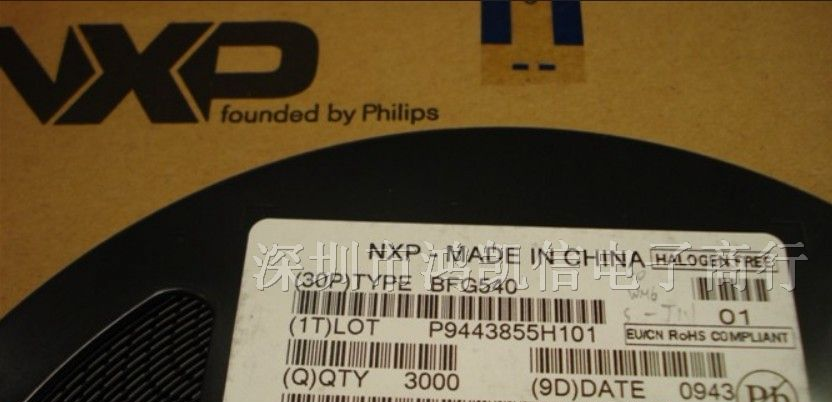 NXP
founded by Philips
NXP - MADE IN CHINA HALOGEN FREE
深圳市鸿凯信电子商行
(30P)TYPE BFG540
01
(1T)LOT P9443855H101 EU/CN RoHS COMPLIANT
(Q)QTY 3000 (9D)DATE 0943 Pb